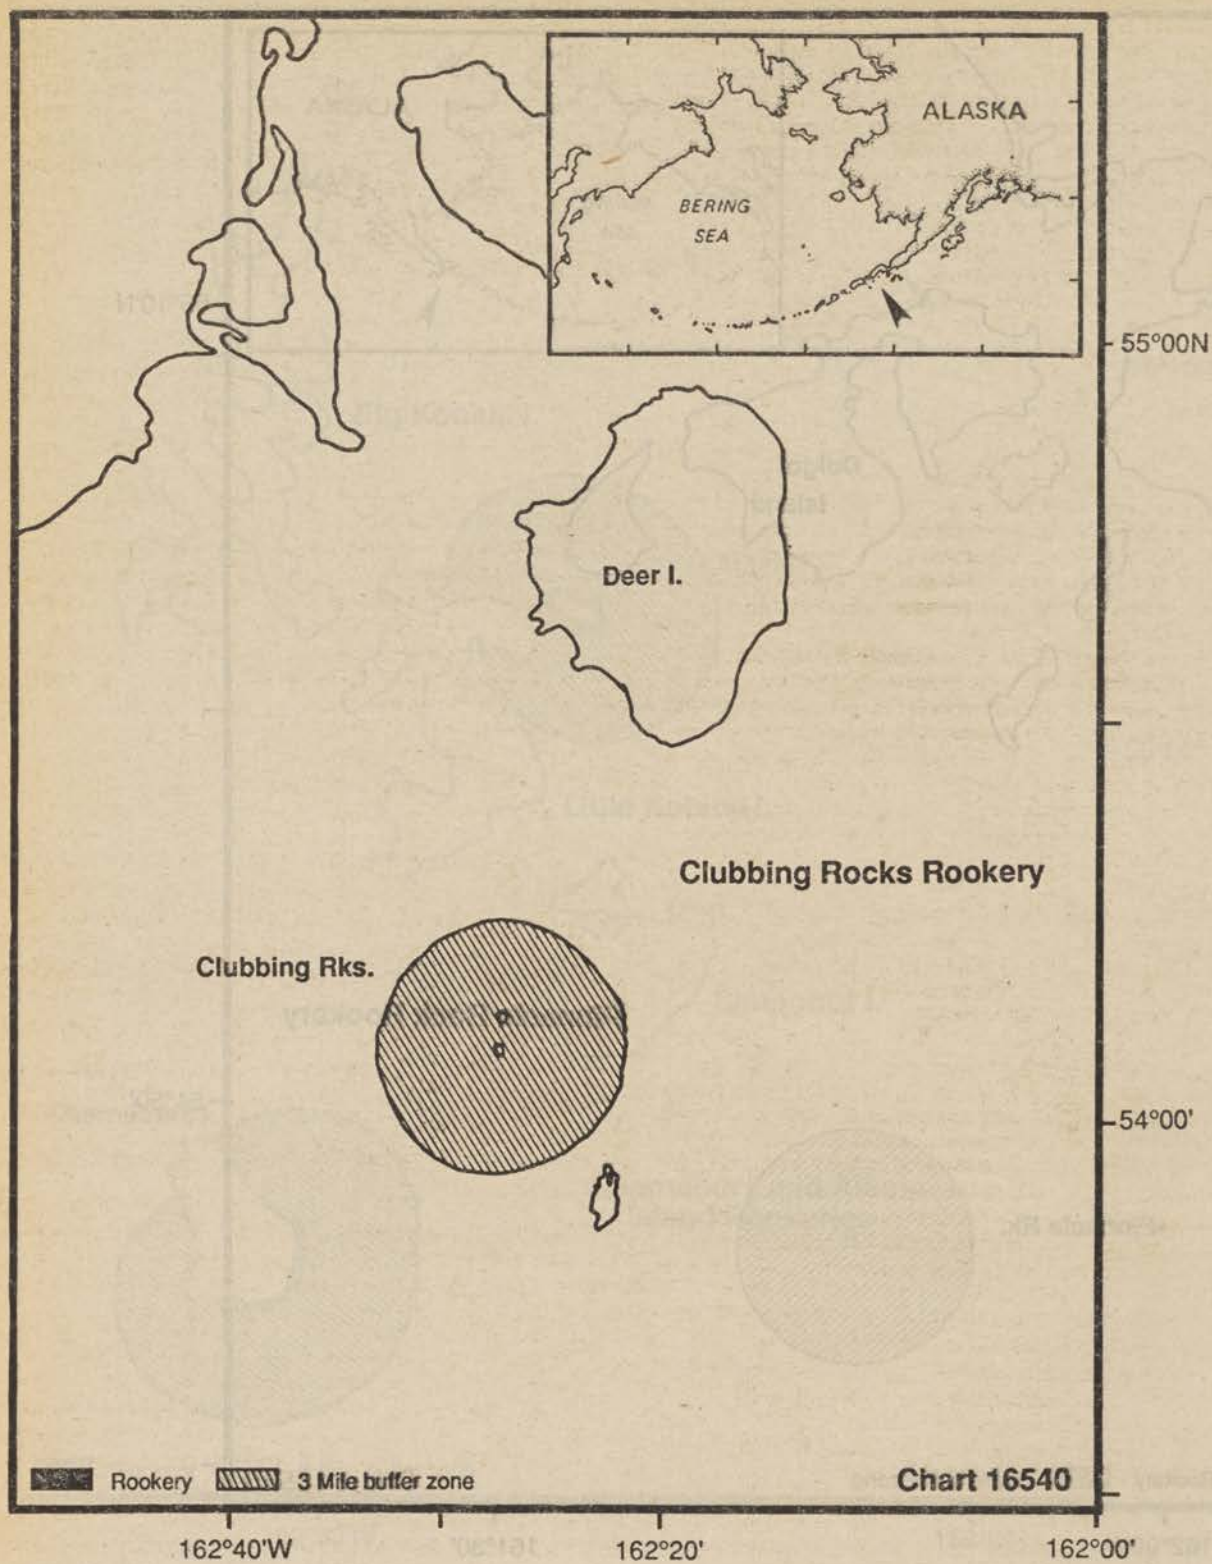 ALASKA
BERING
SEA
55°00N
Deer I.
Clubbing Rocks Rookery
Clubbing Rks.
54°00'
Rookery
3 Mile buffer zone
Chart 16540
162°40'W
162°20'
162°00'